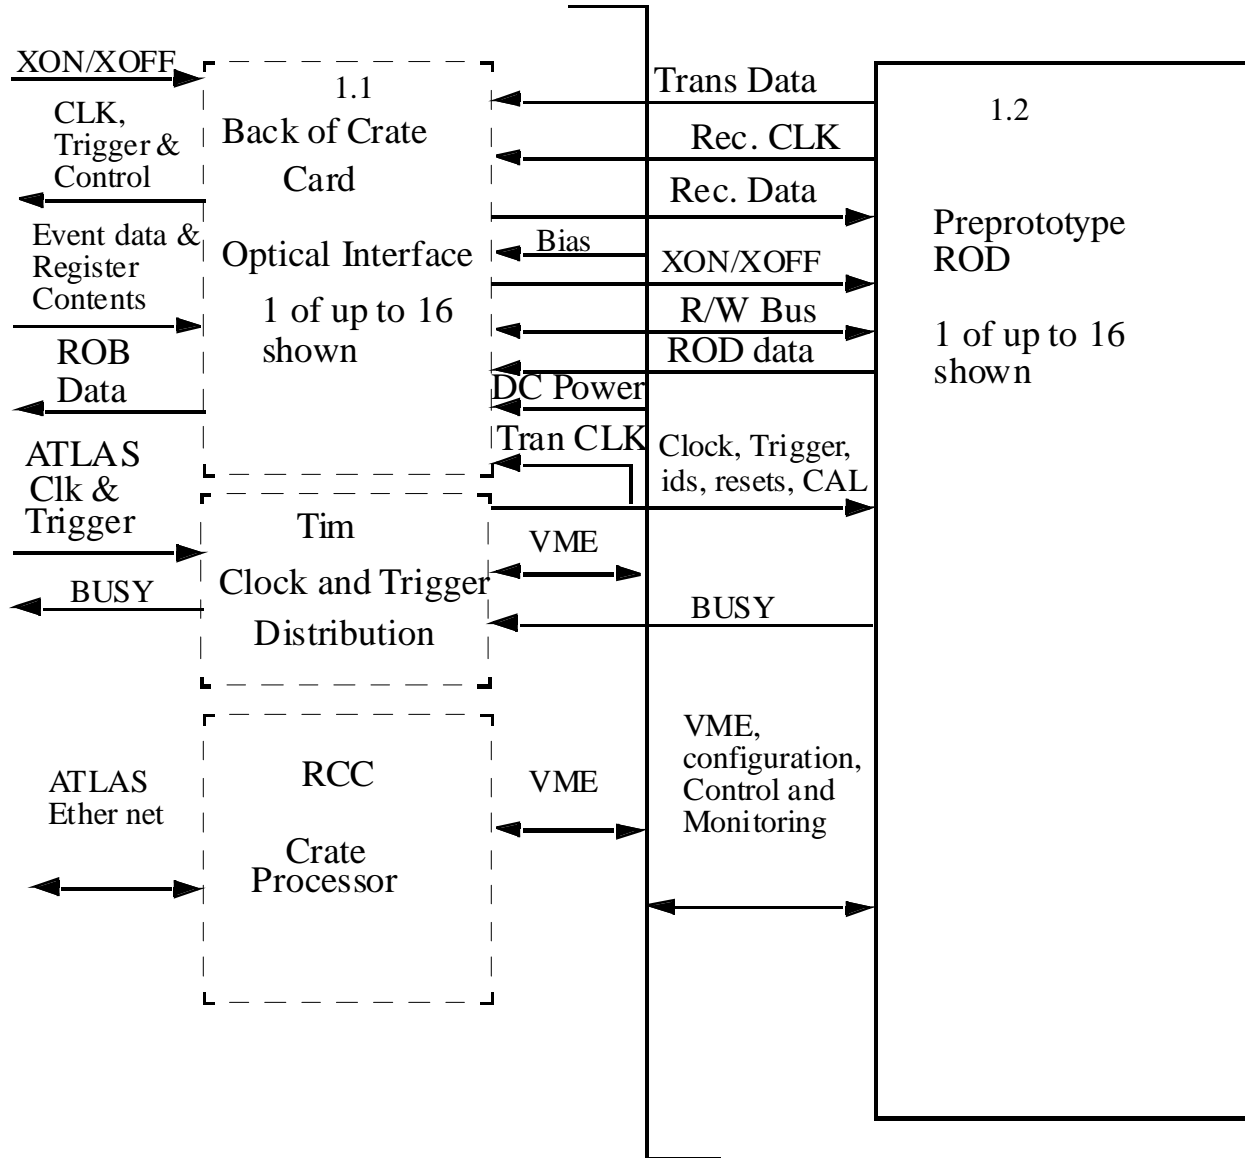 XON/XOFF
CLK,
Trigger &
Control
Event data &
Register
Contents
ROB
Data
ATLAS
Clk &
Trigger
BUSY
ATLAS
Ether net
1.1
Back of Crate
Card
Optical Interface
1 of up to 16
shown
Tim
Clock and Trigger
Distribution
RCC
Crate
Processor
Trans Data
Rec. CLK
Rec. Data
Bias
XON/XOFF
R/W Bus
ROD data
DC Power
Tran CLK
Clock, Trigger,
ids, resets, CAL
VME
BUSY
VME
VME,
configuration,
Control and
Monitoring
1.2
Preprototype
ROD
1 of up to 16
shown